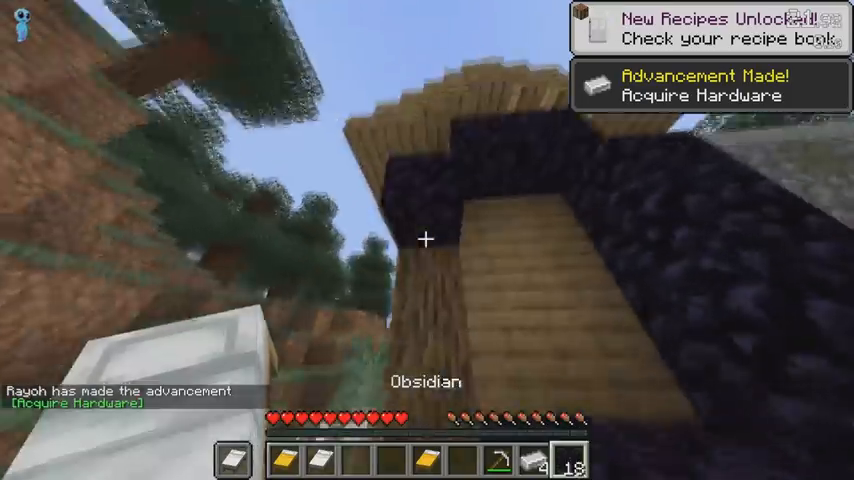 New Recipes Unlocked!
Check your recipe book
Advancement Made!
Acquire Hardware
Obsidian
Rayoh has made the advancement
[Acquire Hardware]
4
18